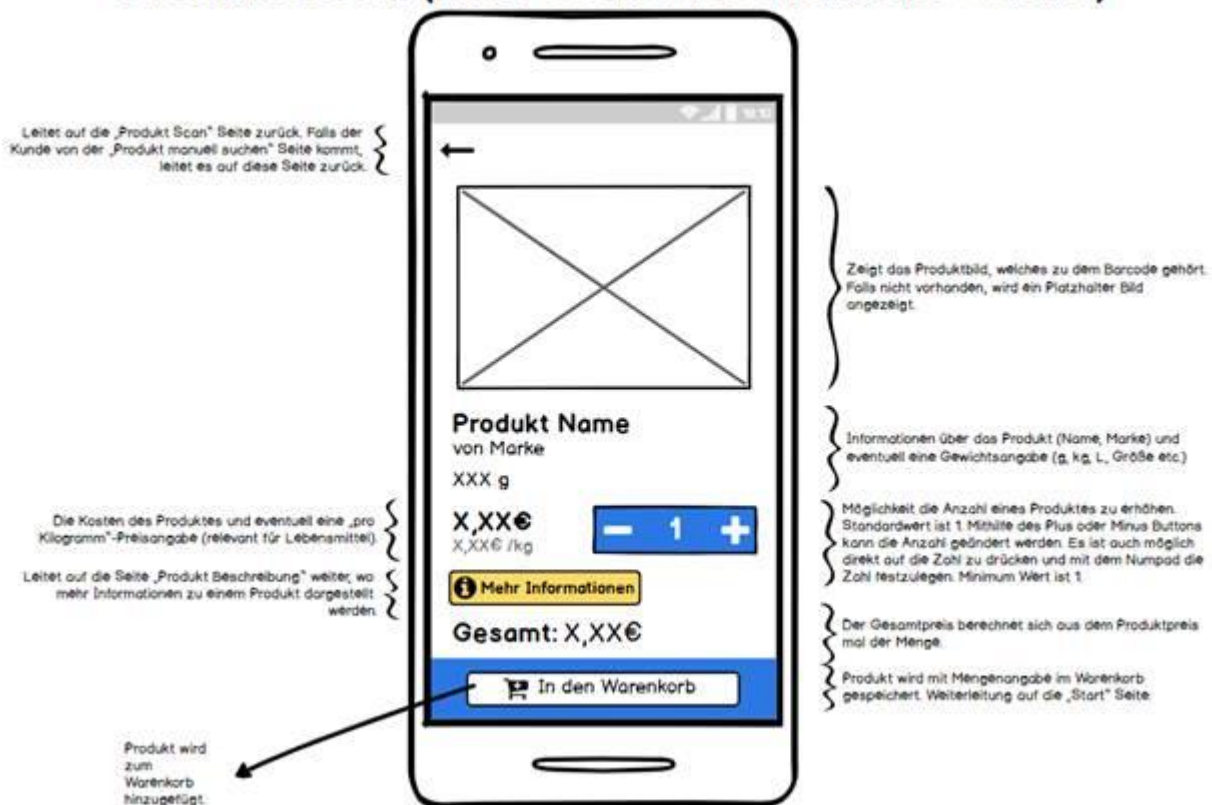 Leitet auf die „Produkt Scan" Seite zurück. Falls der
Kunde von der „Produkt manuell suchen" Seite kommt,
leitet es auf diese Seite zurück.
Zeigt das Produktbild, welches zu dem Barcode gehört.
Falls nicht vorhanden, wird ein Platzhalter Bild
angezeigt.
Produkt Name
von Marke
XXX g
Informationen über das Produkt (Name, Marke) und
eventuell eine Gewichtsangabe (g, kg, L, Größe etc.)
Die Kosten des Produktes und eventuell eine „pro
Kilogramm"-Preisangabe (relevant für Lebensmittel).
X,XX€
X,XX€ /kg
1
Möglichkeit die Anzahl eines Produktes zu erhöhen.
Standardwert ist 1. Mithilfe des Plus oder Minus Buttons
kann die Anzahl geändert werden. Es ist auch möglich
direkt auf die Zahl zu drücken und mit dem Numpad die
Zahl festzulegen. Minimum Wert ist 1.
Leitet auf die Seite „Produkt Beschreibung" weiter, wo
mehr Informationen zu einem Produkt dargestellt
werden.
Mehr Informationen
Gesamt: X,XX€
Der Gesamtpreis berechnet sich aus dem Produktpreis
mal der Menge.
In den Warenkorb
Produkt wird mit Mengenangabe im Warenkorb
gespeichert. Weiterleitung auf die „Start" Seite.
Produkt wird
zum
Warenkorb
hinzugefügt.